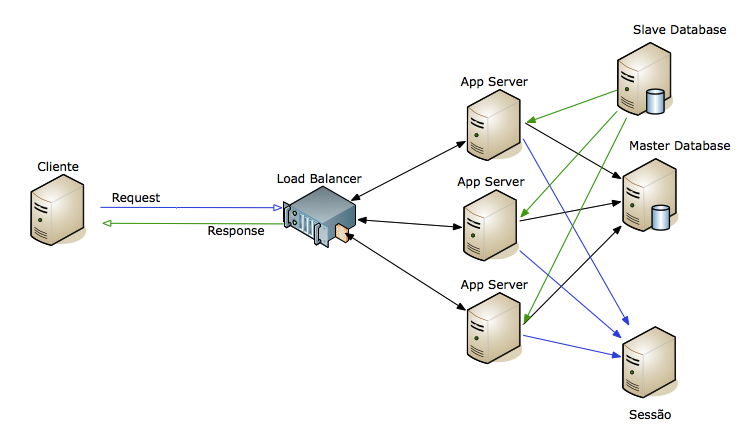 Slave Database
App Server
Master Database
Cliente
Load Balancer
App Server
Request
Response
App Server
Sessão